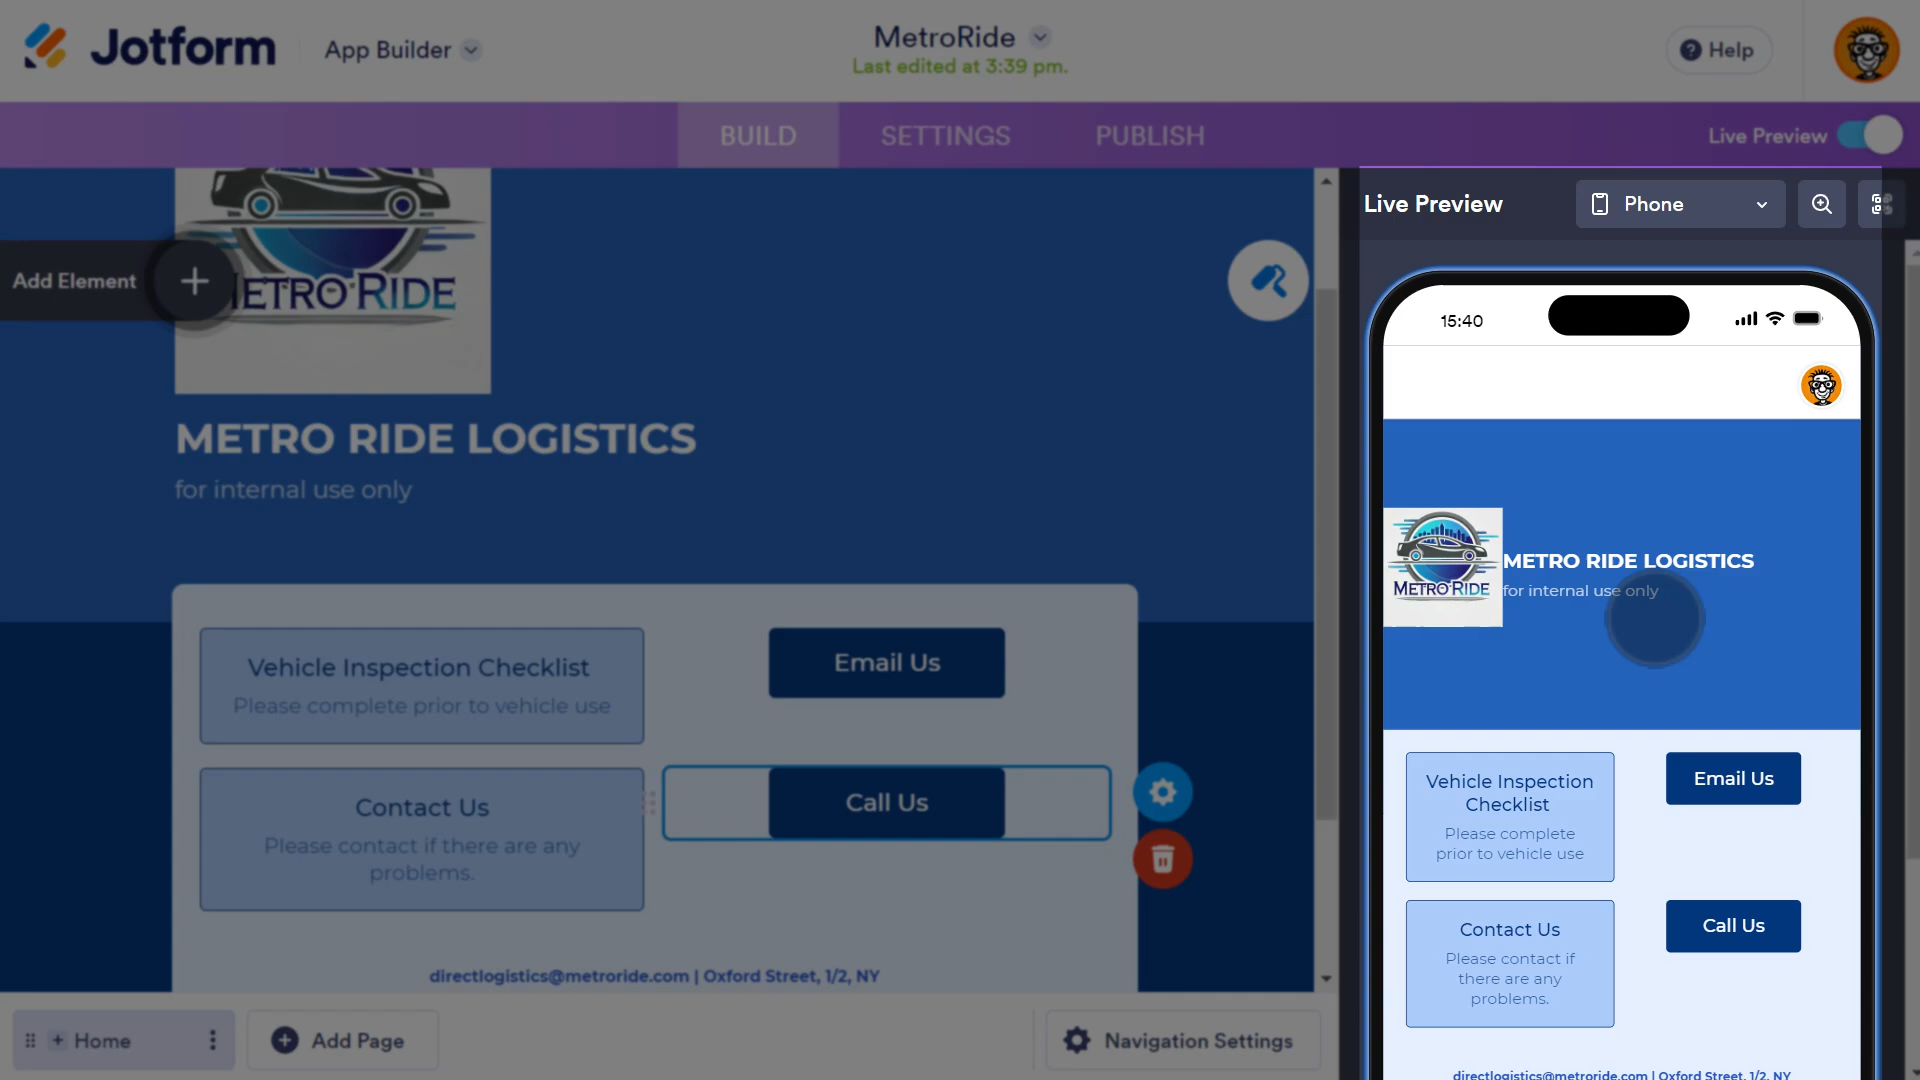 Jotform
App Builder
MetroRide
Last edited at 3:39 pm.
Help
BUILD
SETTINGS
PUBLISH
Live Preview
Add Element
METRO RIDE
METRO RIDE LOGISTICS
for internal use only
Vehicle Inspection Checklist
Please complete prior to vehicle use
Email Us
Contact Us
Please contact if there are any
problems.
Call Us
directlogistics@metroride.com | Oxford Street, 1/2, NY
Home
Add Page
Navigation Settings
Live Preview
Phone
15:40
METRO RIDE
METRO RIDE LOGISTICS
for internal use only
Vehicle Inspection
Checklist
Please complete
prior to vehicle use
Email Us
Contact Us
Please contact if
there are any
problems.
Call Us
directlogistics@metroride.com | Oxford Street, 1/2, NY